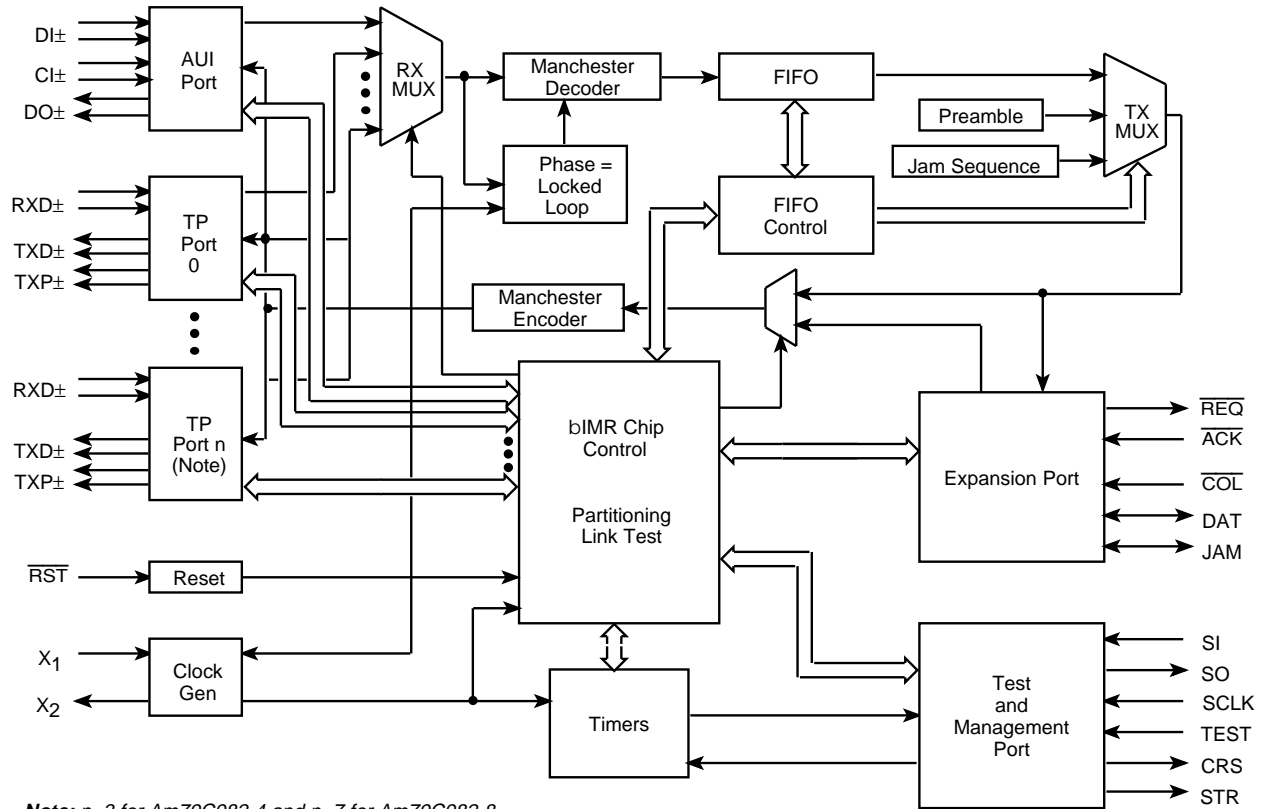 DI±
CI±
DO±
AUI
Port
RX
MUX
Manchester
Decoder
FIFO
Preamble
Jam Sequence
TX
MUX
Phase =
Locked
Loop
FIFO
Control
RXD±
TXD±
TXP±
TP
Port
0
Manchester
Encoder
RXD±
TXD±
TXP±
TP
Port n
(Note)
bIMR Chip
Control
Partitioning
Link Test
Expansion Port
REQ
ACK
COL
DAT
JAM
RST
Reset
X1
X2
Clock
Gen
Timers
Test
and
Management
Port
SI
SO
SCLK
TEST
CRS
STR